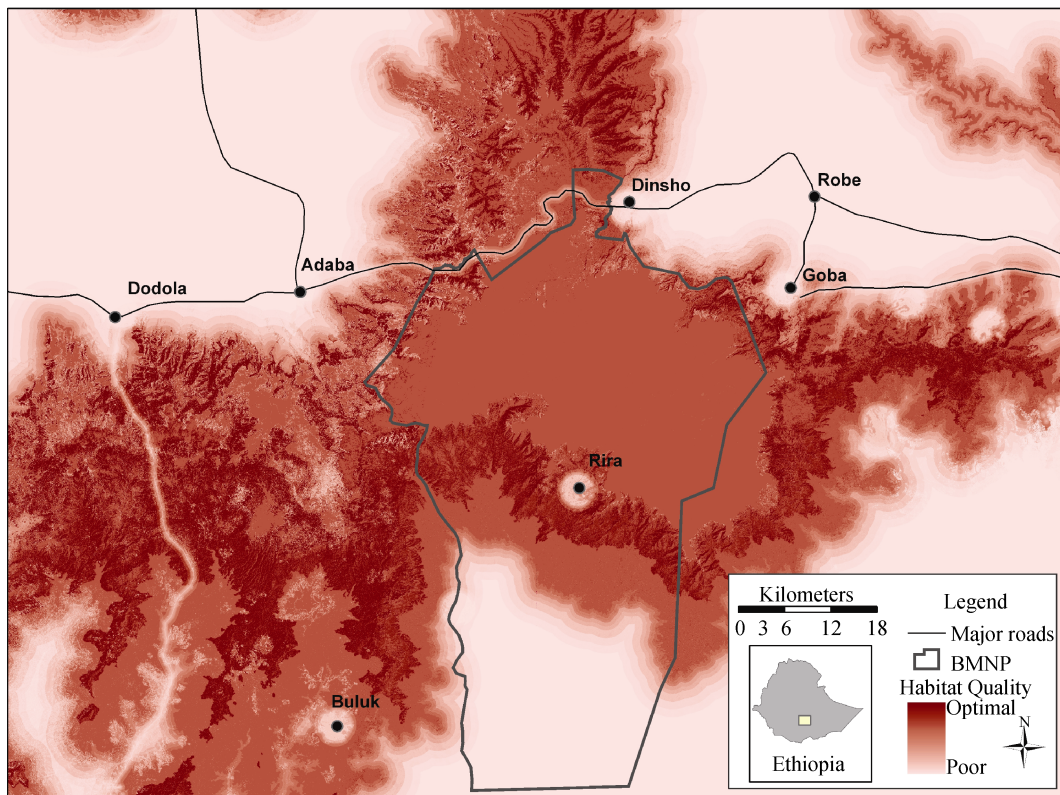 Dinsho
Robe
Adaba
Goba
Dodola
Rira
Buluk
Kilometers
0 3 6 12 18
Legend
Major roads
BMNP
Habitat Quality
Optimal
Poor
N
Ethiopia